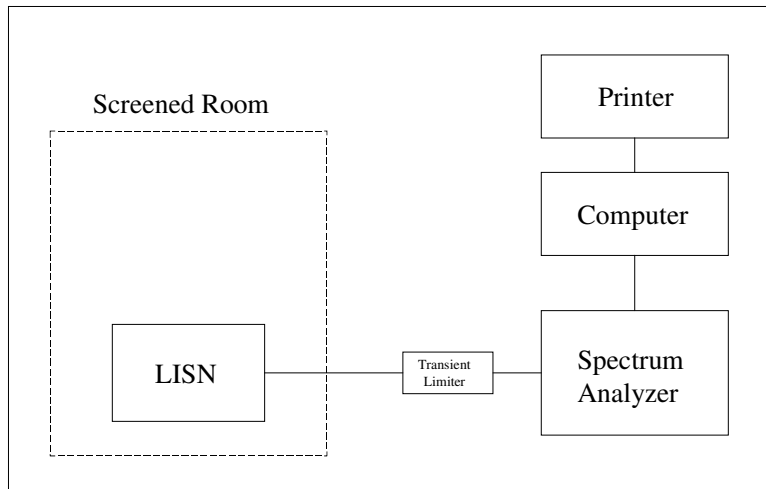 Screened Room
Printer
Computer
LISN
Transient
Limiter
Spectrum
Analyzer